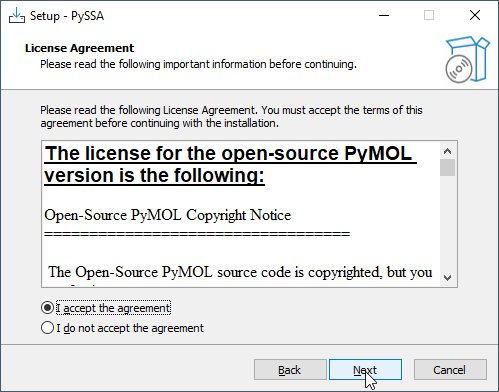 Setup - PySSA
License Agreement
Please read the following important information before continuing.
Please read the following License Agreement. You must accept the terms of this
agreement before continuing with the installation.
The license for the open-source PyMOL
version is the following:
Open-Source PyMOL Copyright Notice
==================================
The Open-Source PyMOL source code is copyrighted, but you
I accept the agreement
I do not accept the agreement
Back
Next
Cancel